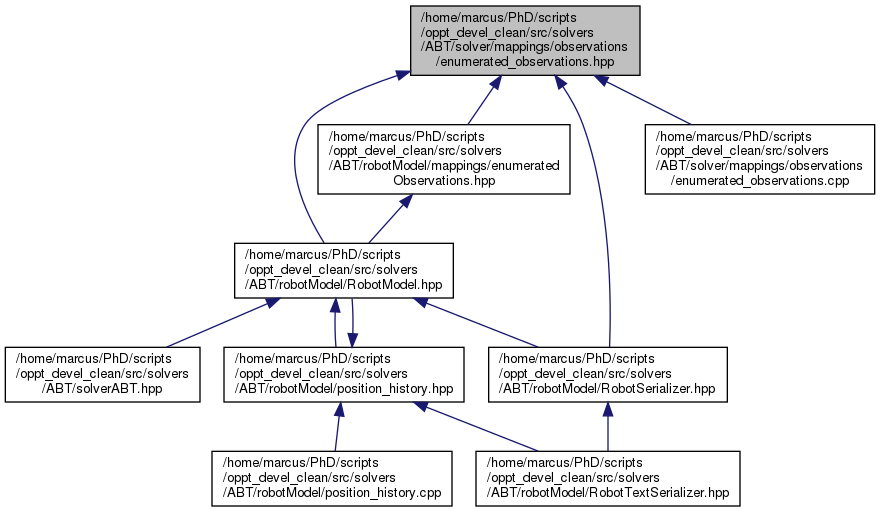 /home/marcus/PhD/scripts
/oppt_devel_clean/src/solvers
/ABT/solver/mappings/observations
/enumerated_observations.hpp
/home/marcus/PhD/scripts
/oppt_devel_clean/src/solvers
/ABT/robotModel/mappings/enumerated
Observations.hpp
/home/marcus/PhD/scripts
/oppt_devel_clean/src/solvers
/ABT/solver/mappings/observations
/enumerated_observations.cpp
/home/marcus/PhD/scripts
/oppt_devel_clean/src/solvers
/ABT/robotModel/RobotModel.hpp
/home/marcus/PhD/scripts
/oppt_devel_clean/src/solvers
/ABT/solverABT.hpp
/home/marcus/PhD/scripts
/oppt_devel_clean/src/solvers
/ABT/robotModel/position_history.hpp
/home/marcus/PhD/scripts
/oppt_devel_clean/src/solvers
/ABT/robotModel/RobotSerializer.hpp
/home/marcus/PhD/scripts
/oppt_devel_clean/src/solvers
/ABT/robotModel/position_history.cpp
/home/marcus/PhD/scripts
/oppt_devel_clean/src/solvers
/ABT/robotModel/RobotTextSerializer.hpp